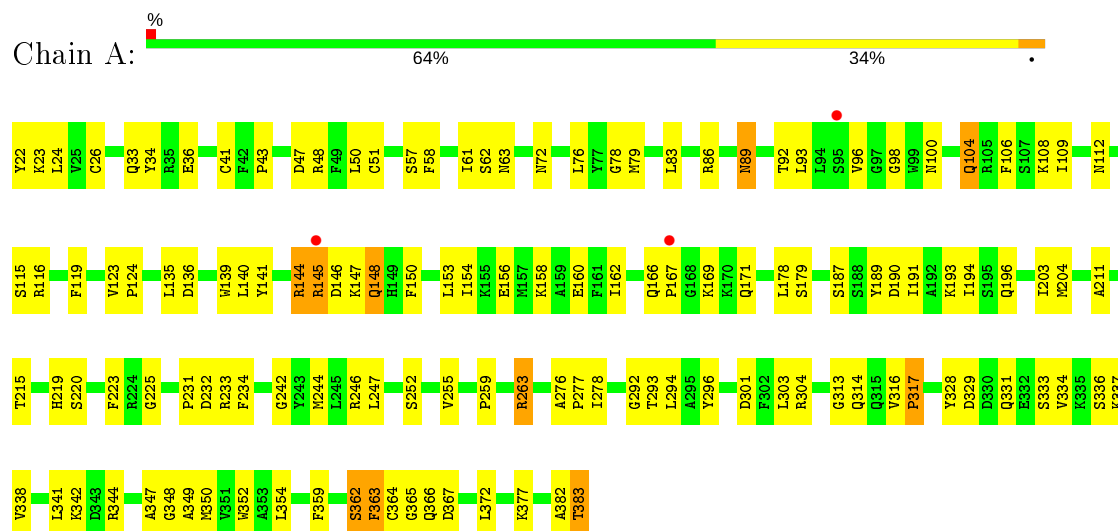 %
Chain A:
64%
34%
•
Y22 K23 L24 V25 C26 Q33 Y34 R35 E36 C41 F42 P43 D47 R48 F49 L50 C51 S57 F58 I61 S62 N63 N72 L76 Y77 G78 M79 L83 R86 N89 T92 L93 L94 S95 V96 G97 G98 W99 N100 Q104 R105 F106 S107 K108 I109 N112
S115 R116 F119 V123 P124 L135 D136 W139 L140 Y141 R144 R145 D146 K147 Q148 H149 F150 L153 I154 K155 E156 M157 K158 A159 E160 F161 I162 Q166 P167 G168 K169 K170 Q171 L178 S179 S187 S188 Y189 D190 I191 A192 K193 I194 S195 Q196 I203 M204 A211
T215 H219 S220 F223 R224 G225 P231 D232 R233 F234 G242 Y243 M244 L245 R246 L247 S252 V255 P259 R263 A276 P277 I278 G292 T293 L294 A295 Y296 D301 F302 L303 R304 G313 Q314 Q315 V316 P317 Y328 D329 D330 Q331 E332 S333 V334 K335 S336 K337
V338 L341 K342 D343 R344 A347 G348 A349 M350 V351 W352 A353 L354 F359 S362 F363 C364 G365 Q366 D367 L372 K377 A382 T383